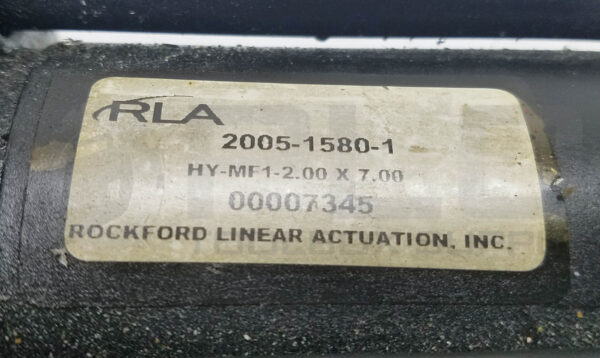 RLA
2005-1580-1
HY-MF1-2.00 X 7.00
00007345
ROCKFORD LINEAR ACTUATION, INC.